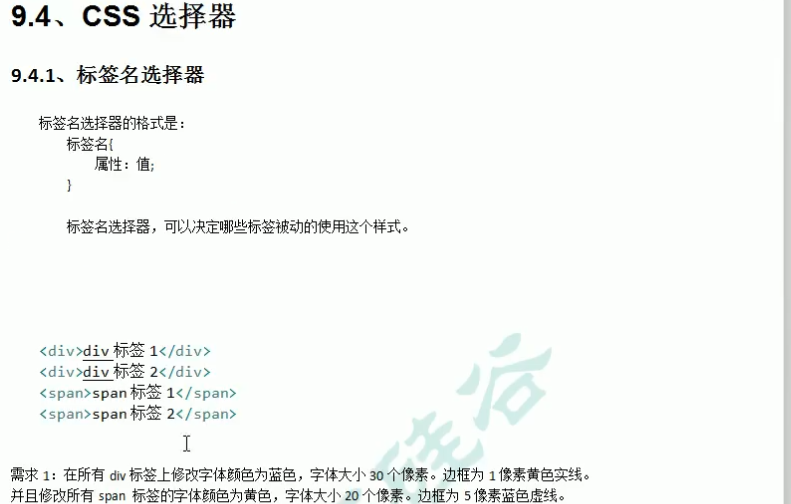 9.4、CSS 选择器
9.4.1、标签名选择器
标签名选择器的格式是：
标签名{
属性：值;
}
标签名选择器，可以决定哪些标签被动的使用这个样式。
<div>div 标签 1</div>
<div>div 标签 2</div>
<span>span 标签 1</span>
<span>span 标签 2</span>
硅谷
需求 1：在所有 div 标签上修改字体颜色为蓝色，字体大小 30 个像素。边框为 1 像素黄色实线。
并且修改所有 span 标签的字体颜色为黄色，字体大小 20 个像素。边框为 5 像素蓝色虚线。